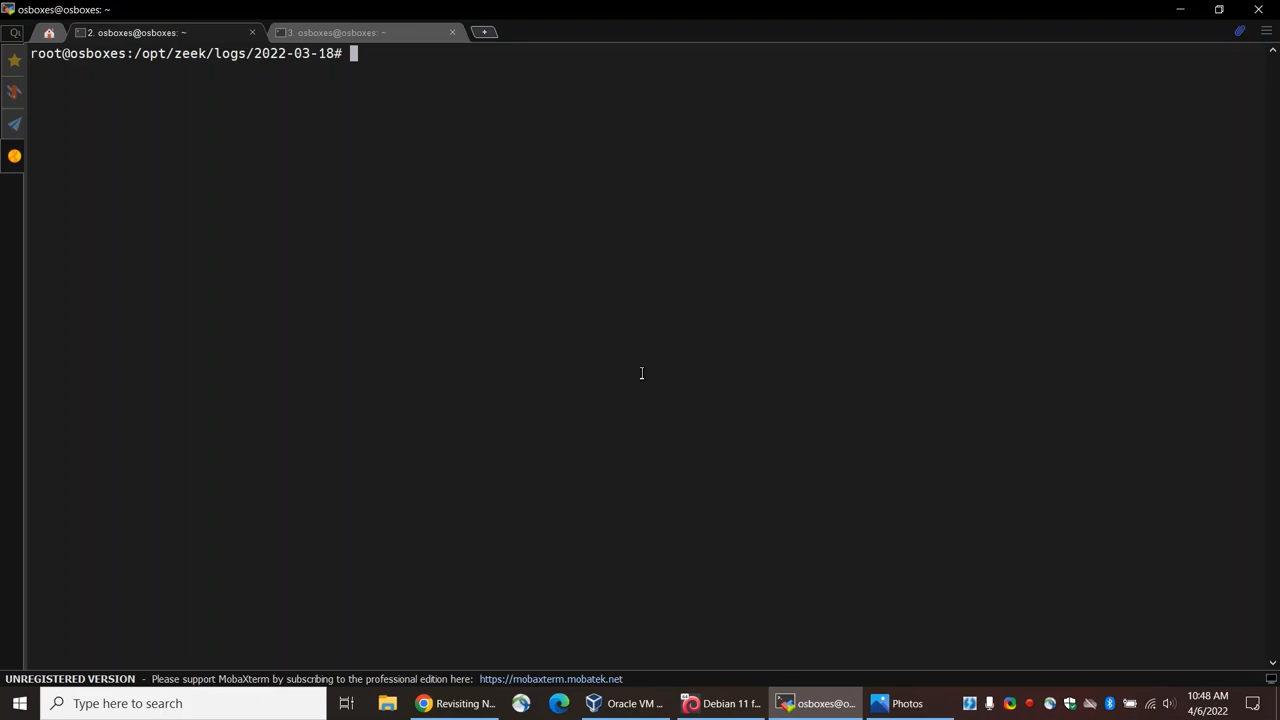 osboxes@osboxes: ~
2. osboxes@osboxes: ~
3. osboxes@osboxes: ~
root@osboxes:/opt/zeek/logs/2022-03-18#
UNREGISTERED VERSION - Please support MobaXterm by subscribing to the professional edition here: https://mobaxterm.mobatek.net
Type here to search
Revisiting N...
Oracle VM ...
Debian 11 f...
osboxes@o...
Photos
10:48 AM
4/6/2022